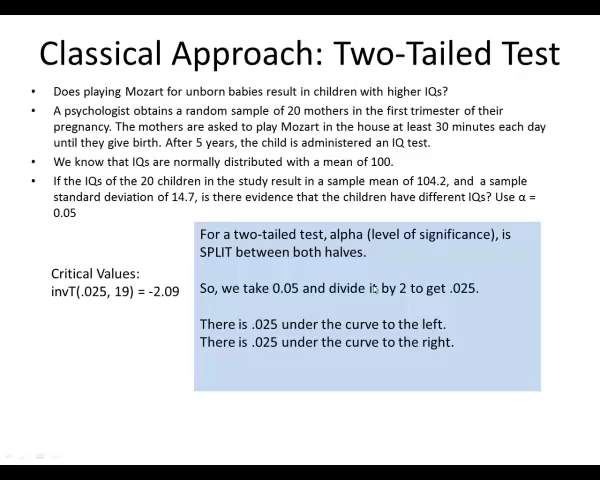 Classical Approach: Two-Tailed Test
• Does playing Mozart for unborn babies result in children with higher IQs?
• A psychologist obtains a random sample of 20 mothers in the first trimester of their
pregnancy. The mothers are asked to play Mozart in the house at least 30 minutes each day
until they give birth. After 5 years, the child is administered an IQ test.
• We know that IQs are normally distributed with a mean of 100.
• If the IQs of the 20 children in the study result in a sample mean of 104.2, and a sample
standard deviation of 14.7, is there evidence that the children have different IQs? Use α =
0.05
Critical Values:
invT(.025, 19) = -2.09
For a two-tailed test, alpha (level of significance), is
SPLIT between both halves.
So, we take 0.05 and divide it by 2 to get .025.
There is .025 under the curve to the left.
There is .025 under the curve to the right.